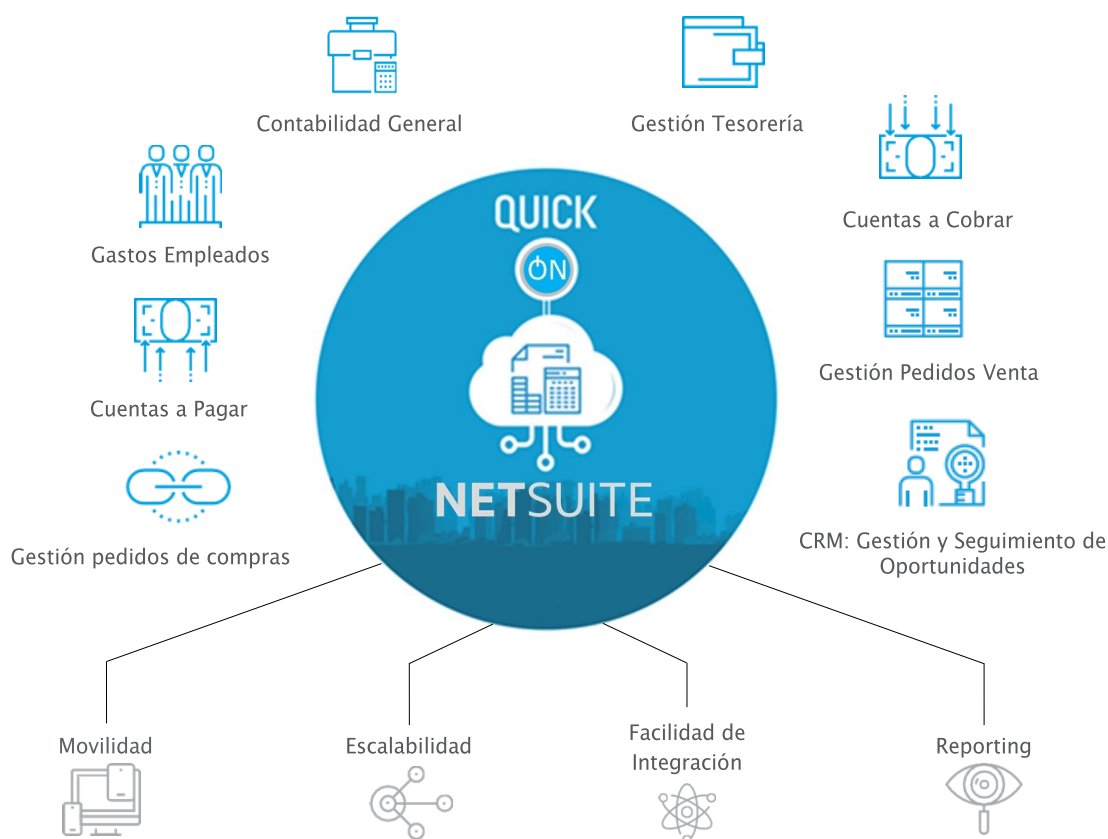 Contabilidad General
Gestión Tesorería
Gastos Empleados
Cuentas a Cobrar
QUICK
ON
Cuentas a Pagar
Gestión Pedidos Venta
NETSUITE
Gestión pedidos de compras
CRM: Gestión y Seguimiento de
Oportunidades
Movilidad
Escalabilidad
Facilidad de
Integración
Reporting